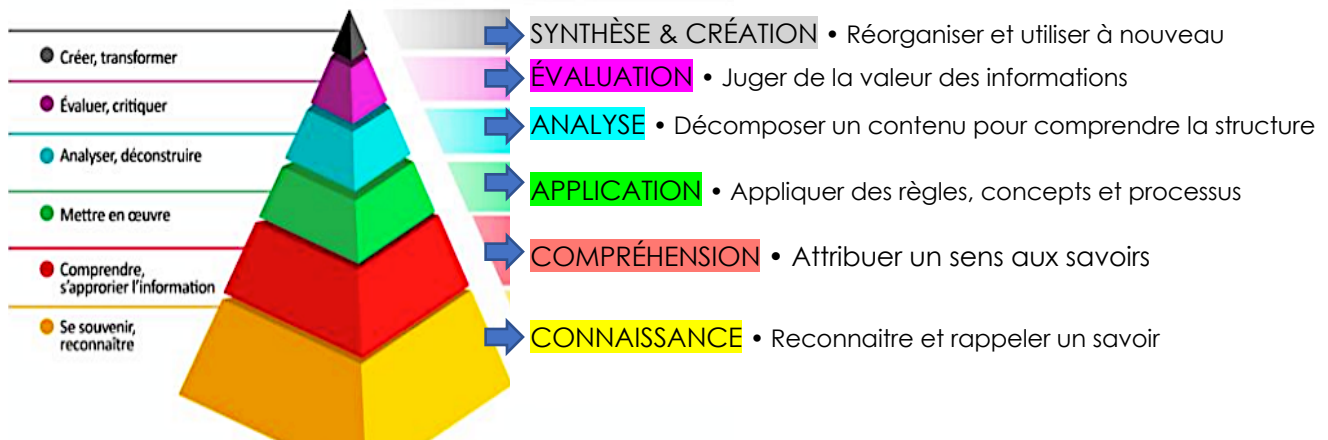 Créer, transformer
Évaluer, critiquer
Analyser, déconstruire
Mettre en œuvre
Comprendre,
s'approrier l'information
Se souvenir,
reconnaître
SYNTHÈSE & CRÉATION • Réorganiser et utiliser à nouveau
ÉVALUATION • Juger de la valeur des informations
ANALYSE • Décomposer un contenu pour comprendre la structure
APPLICATION • Appliquer des règles, concepts et processus
COMPRÉHENSION • Attribuer un sens aux savoirs
CONNAISSANCE • Reconnaitre et rappeler un savoir